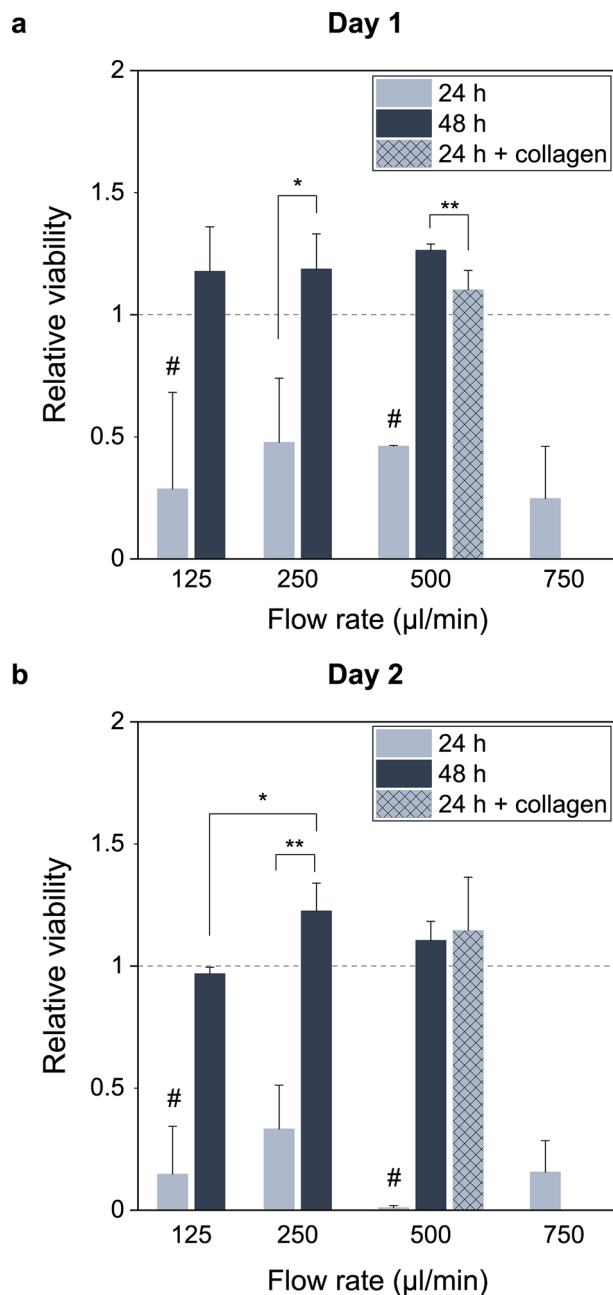 a
Day 1
2
24 h
48 h
24 h + collagen
1.5
*
**
1
#
#
0.5
0
125 250 500 750
Relative viability
Flow rate (µl/min)
b
Day 2
2
24 h
48 h
24 h + collagen
1.5
*
**
1
#
#
0.5
0
125 250 500 750
Relative viability
Flow rate (µl/min)